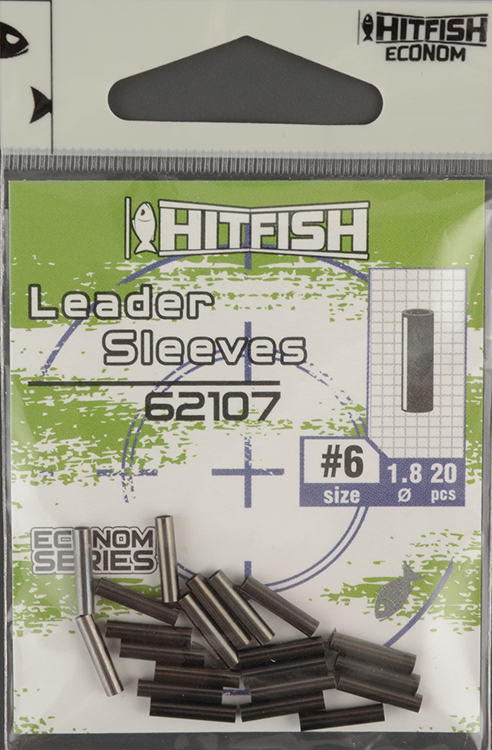 HITFISH
ECONOM
HITFISH
Leader
Sleeves
62107
#6
size
1.8 20
Ø pcs
ECONOM
SERIES